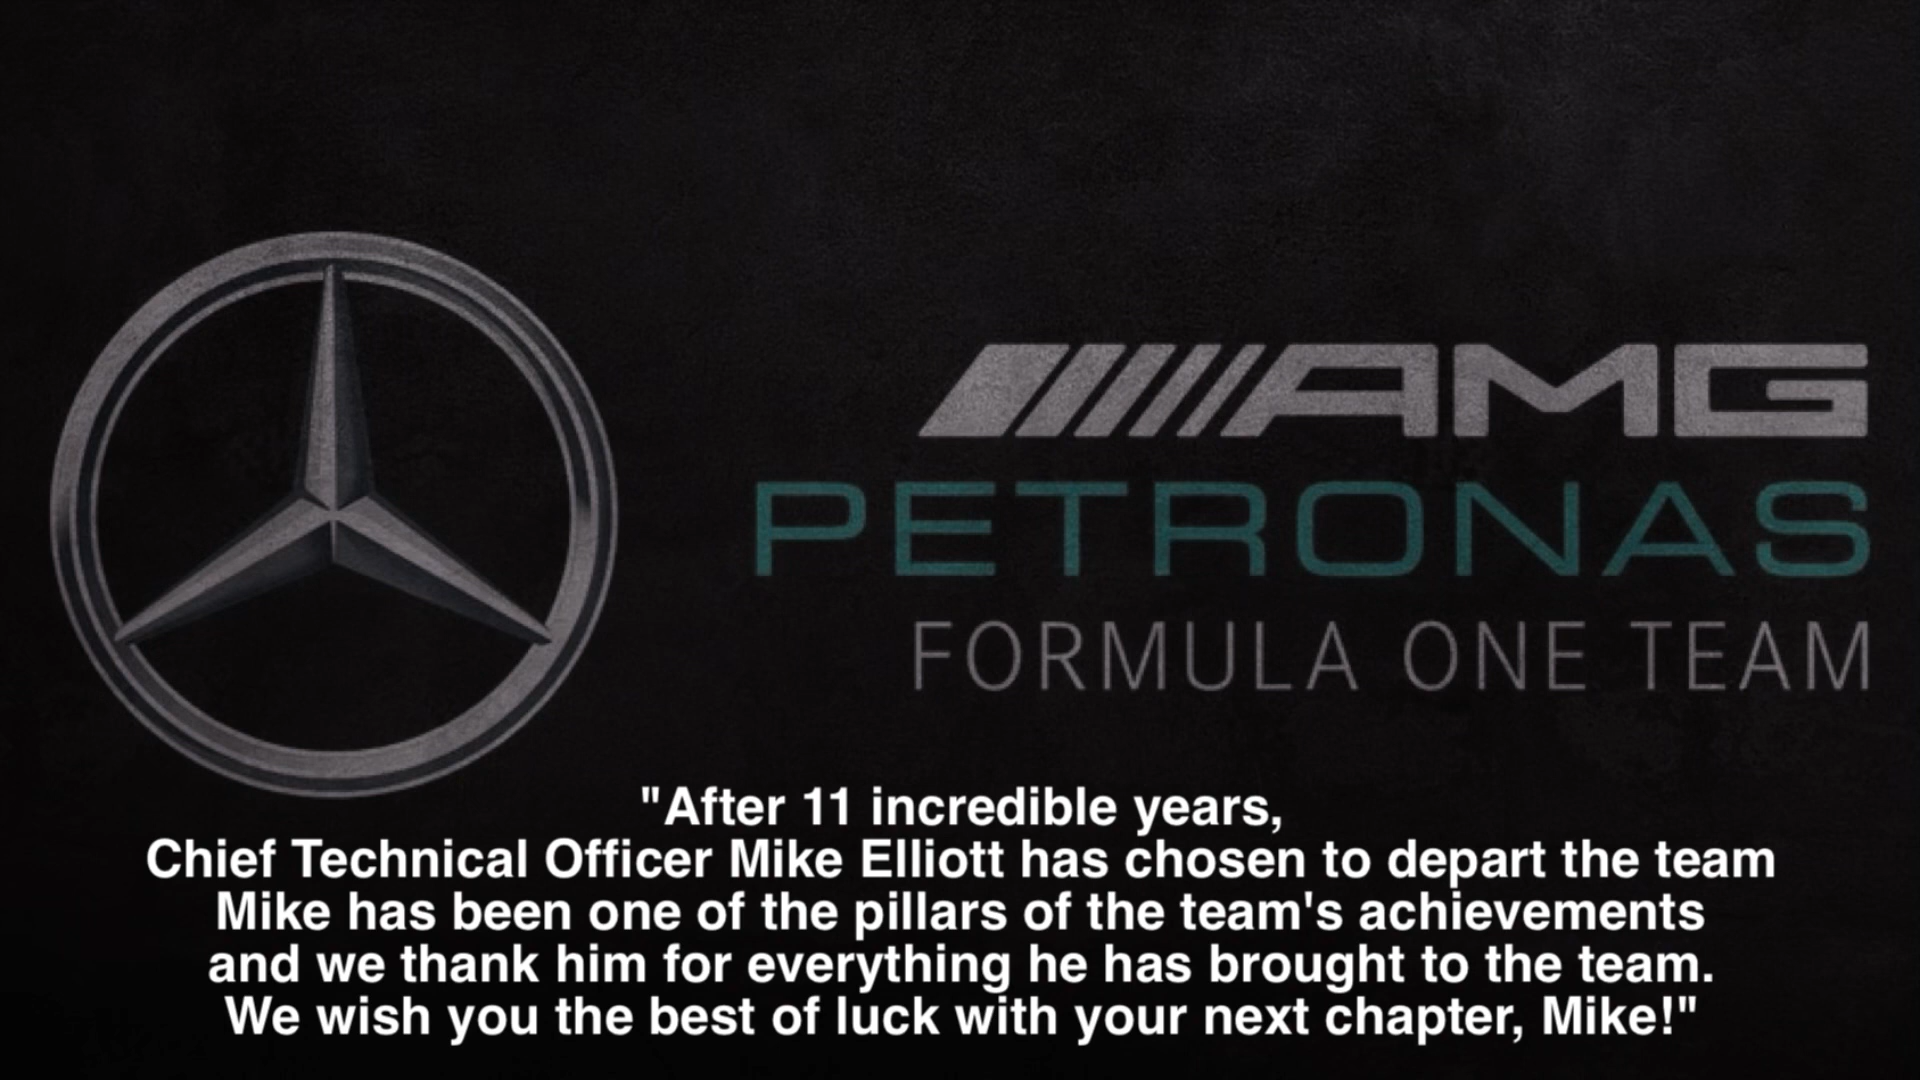 AMG
PETRONAS
FORMULA ONE TEAM
"After 11 incredible years,
Chief Technical Officer Mike Elliott has chosen to depart the team
Mike has been one of the pillars of the team's achievements
and we thank him for everything he has brought to the team.
We wish you the best of luck with your next chapter, Mike!"